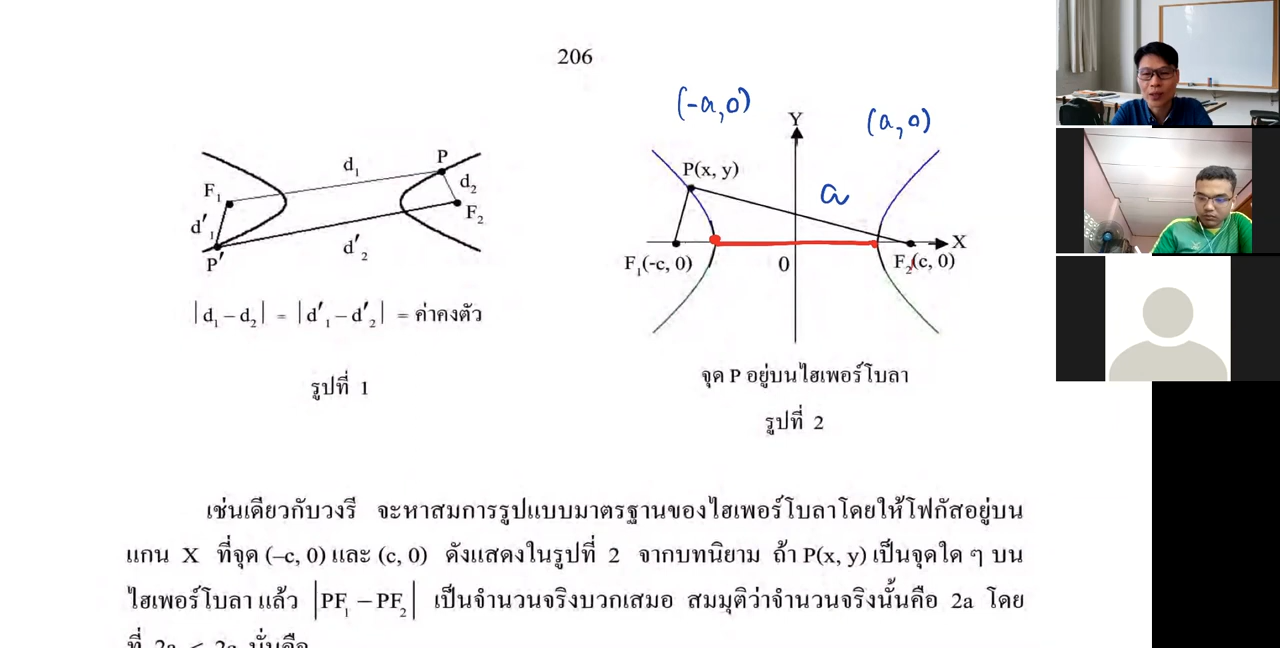 206
(-a,0)
(a,0)
Y
P(x, y)
a
X
F₁(-c, 0)
0
F₂(c, 0)
d₁
P
F₁
d₂
F₂
d′₁
d′₂
P′
|d₁ − d₂| = |d′₁ − d′₂| = ค่าคงตัว
จุด P อยู่บนไฮเพอร์โบลา
รูปที่ 1
รูปที่ 2
เช่นเดียวกับวงรี จะหาสมการรูปแบบมาตรฐานของไฮเพอร์โบลาโดยให้โฟกัสอยู่บน
แกน X ที่จุด (–c, 0) และ (c, 0) ดังแสดงในรูปที่ 2 จากบทนิยาม ถ้า P(x, y) เป็นจุดใด ๆ บน
ไฮเพอร์โบลา แล้ว |PF₁ – PF₂| เป็นจำนวนจริงบวกเสมอ สมมุติว่าจำนวนจริงนั้นคือ 2a โดย